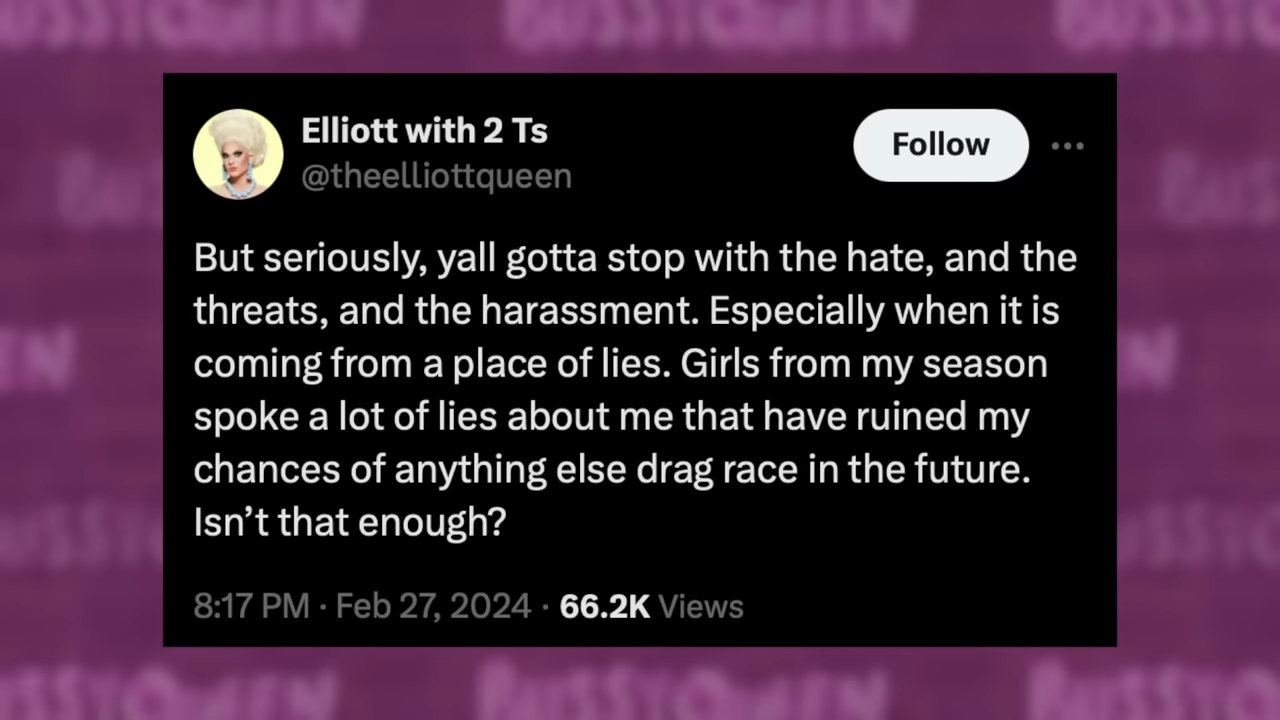 BUSSYQUEEN
Elliott with 2 Ts
@theelliottqueen
Follow
But seriously, yall gotta stop with the hate, and the
threats, and the harassment. Especially when it is
coming from a place of lies. Girls from my season
spoke a lot of lies about me that have ruined my
chances of anything else drag race in the future.
Isn’t that enough?
8:17 PM · Feb 27, 2024 · 66.2K Views
BUSSYQUEEN